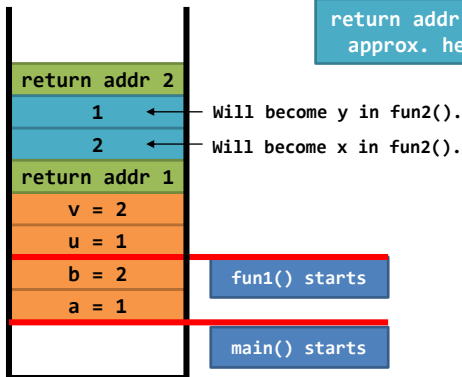 return addr
approx. he
return addr 2
1
Will become y in fun2().
2
Will become x in fun2().
return addr 1
v = 2
u = 1
b = 2
fun1() starts
a = 1
main() starts